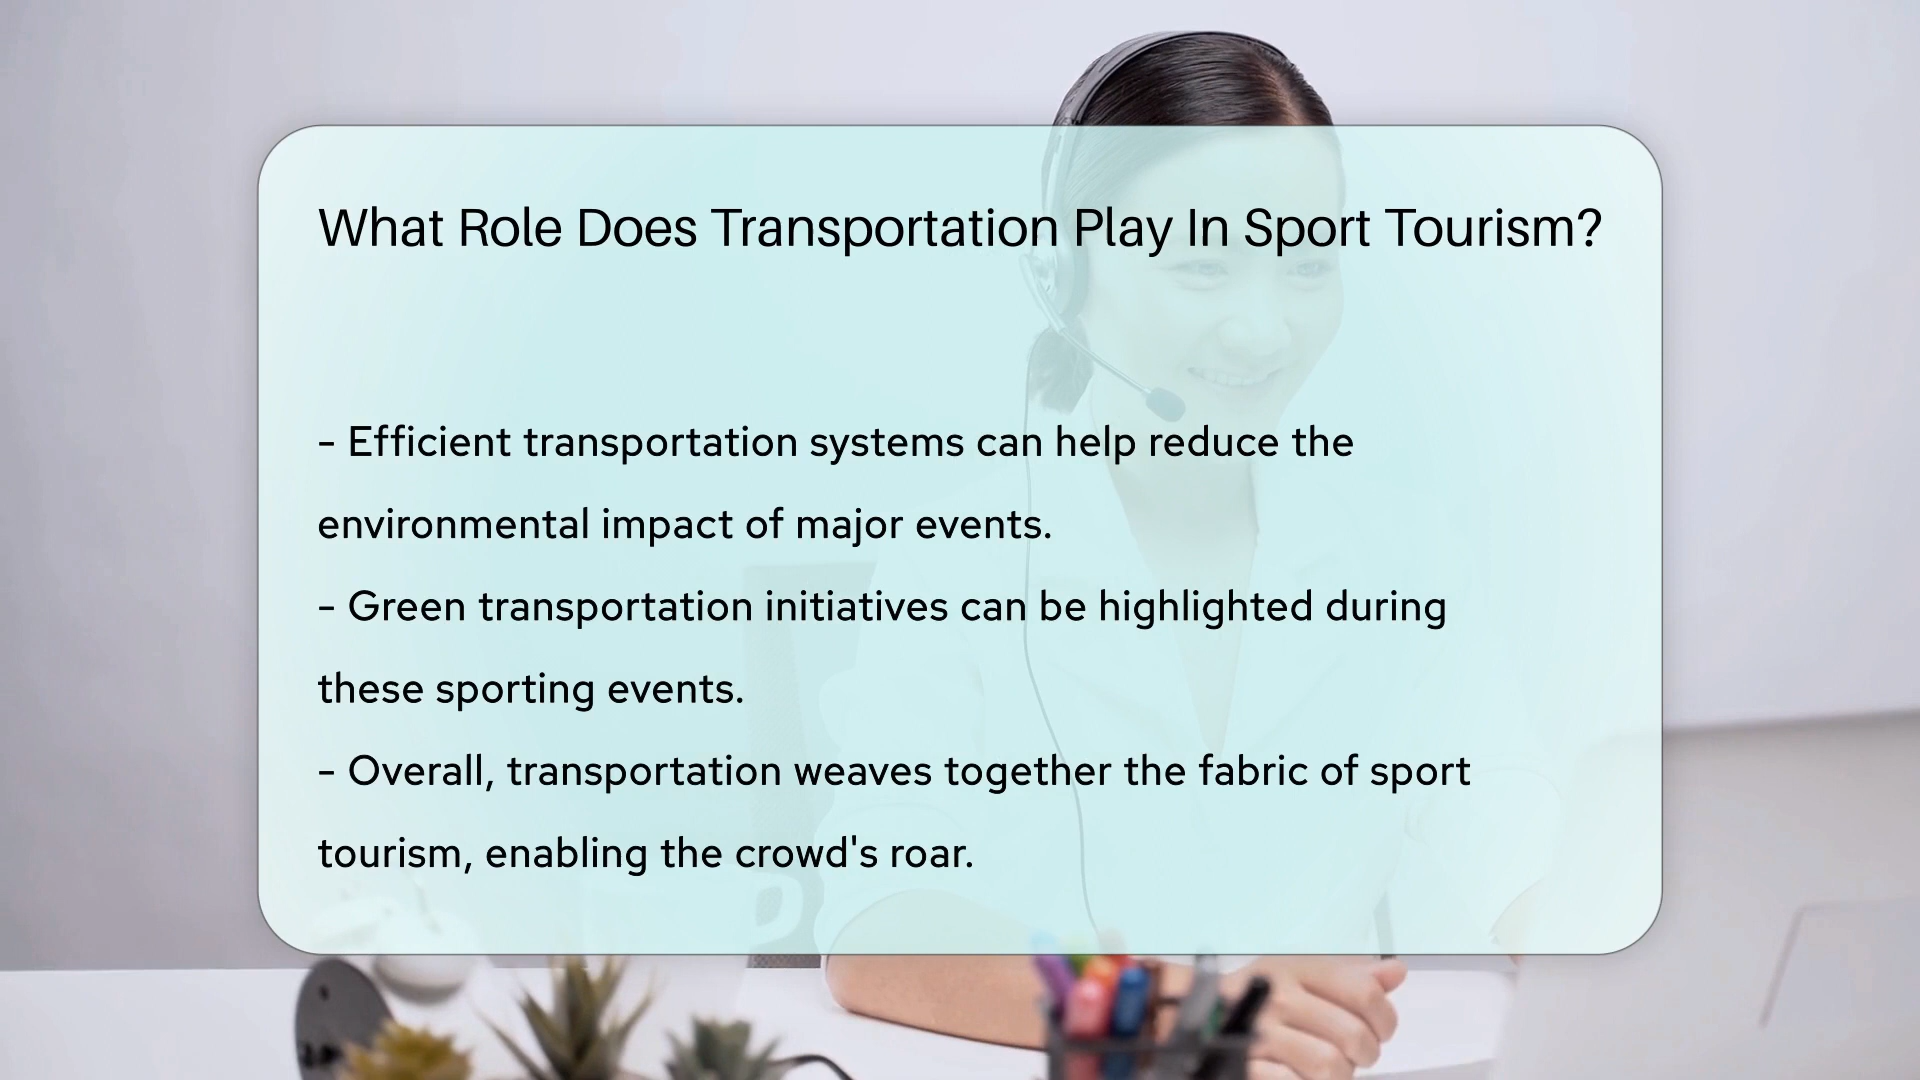 What Role Does Transportation Play In Sport Tourism?
- Efficient transportation systems can help reduce the
environmental impact of major events.
- Green transportation initiatives can be highlighted during
these sporting events.
- Overall, transportation weaves together the fabric of sport
tourism, enabling the crowd's roar.